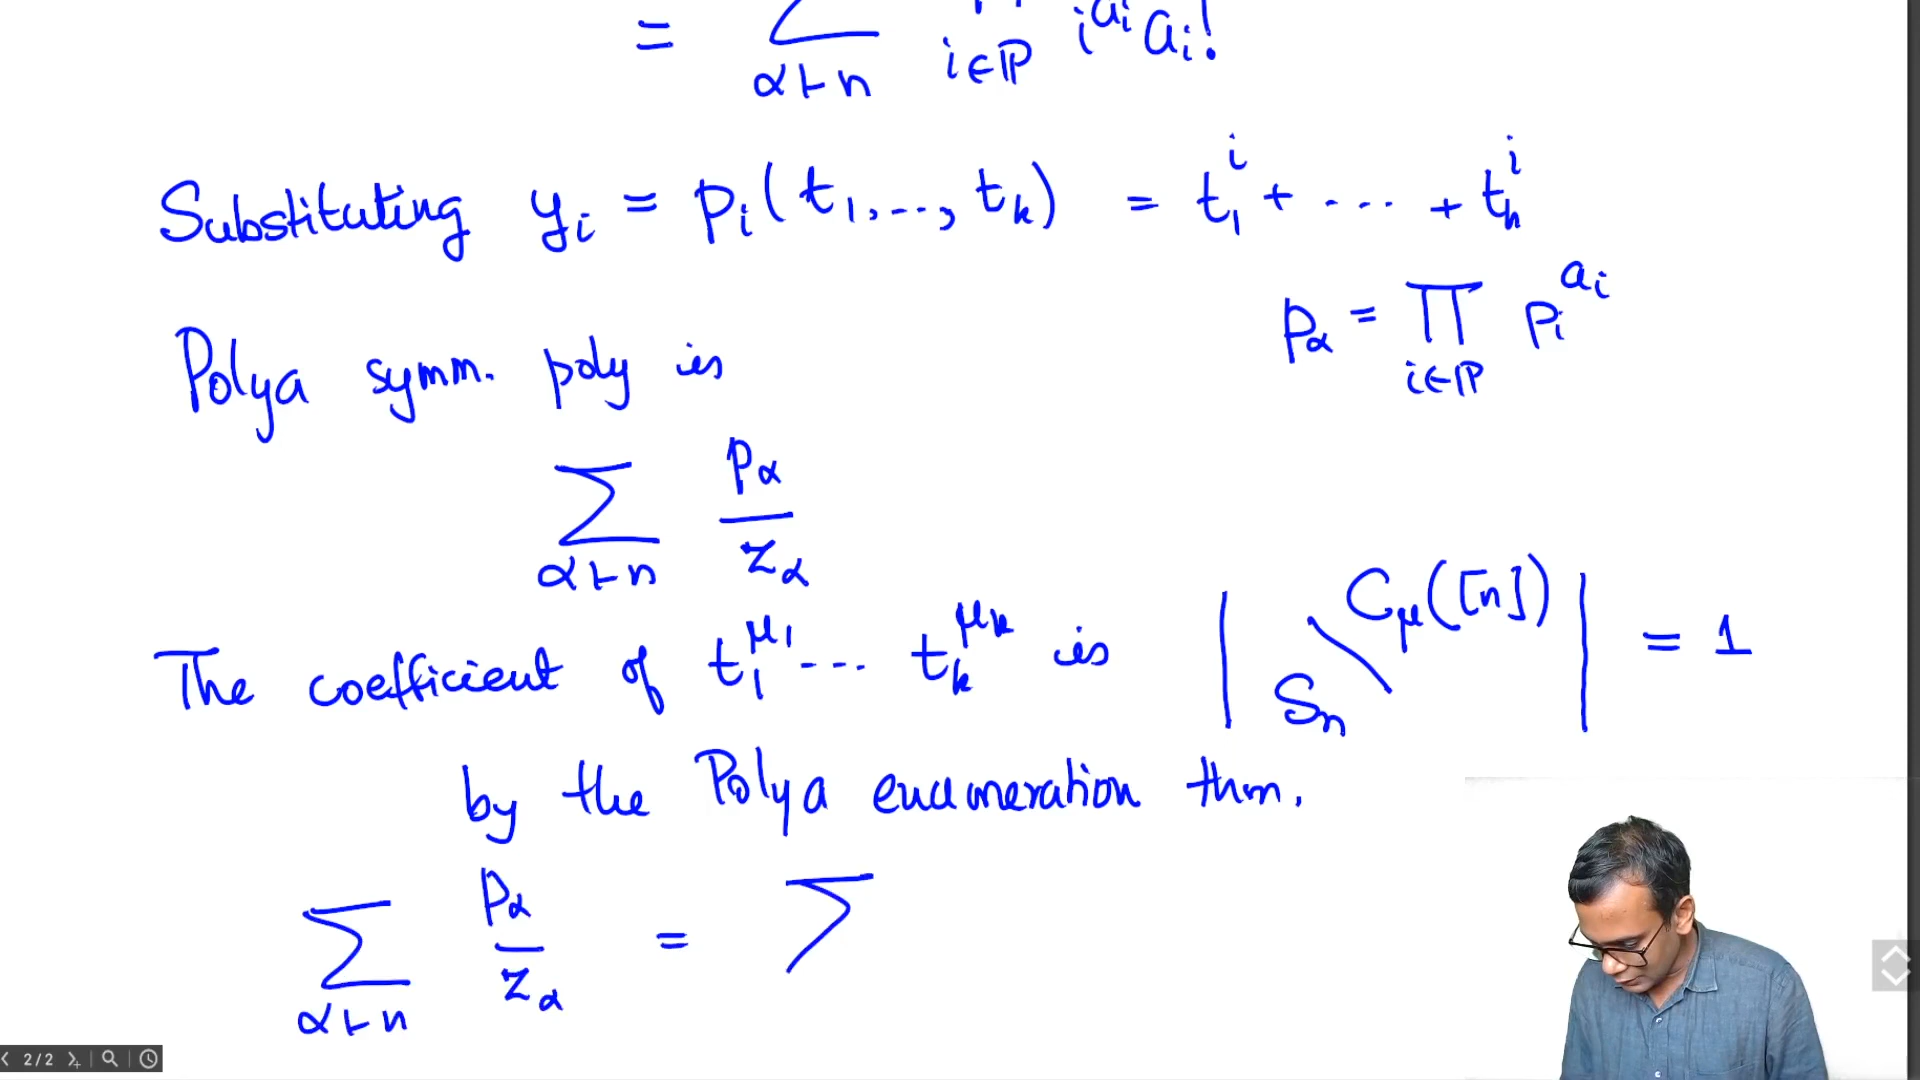 = ∑_{α⊢n} ∏_{i∈ℙ} i^{a_i} a_i!
Substituting y_i = p_i(t_1,..., t_k) = t_1^i + ... + t_n^i
p_α = ∏_{i∈ℙ} p_i^{a_i}
Polya symm. poly is
∑_{α⊢n} p_α / z_α
The coefficient of t_1^{μ_1} ... t_k^{μ_k} is | S_n \ C_μ([n]) | = 1
by the Polya enumeration thm.
∑_{α⊢n} p_α / z_α = ∑
2/2